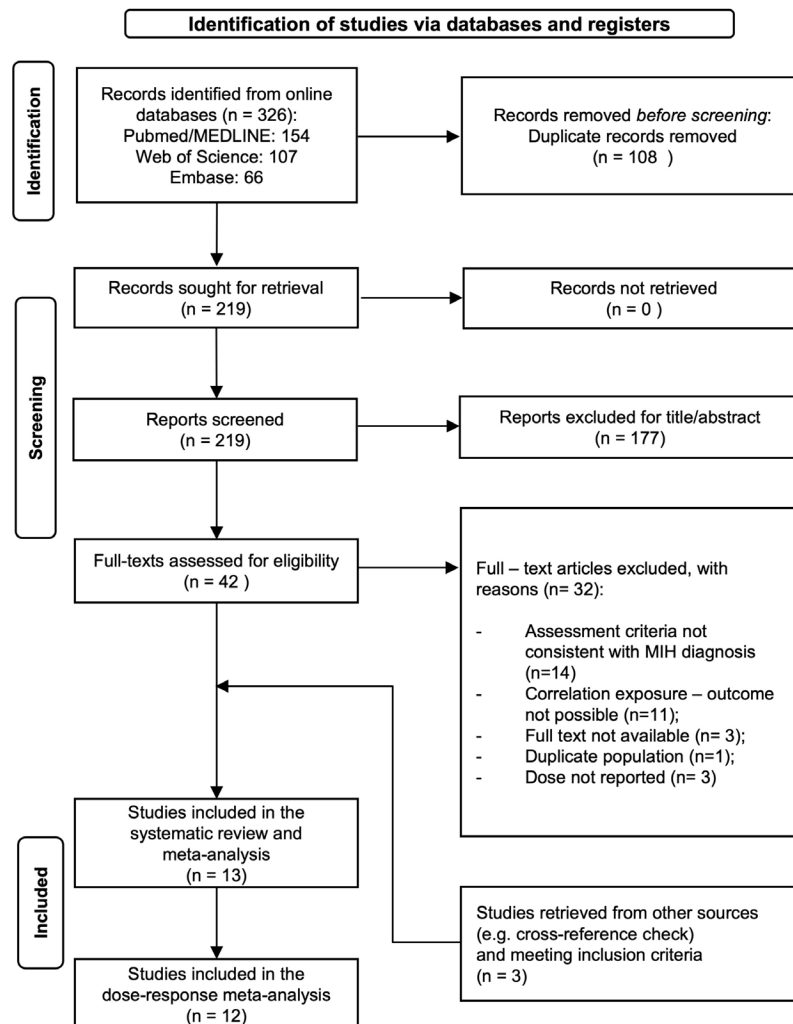 Identification of studies via databases and registers
Identification
Records identified from online
databases (n = 326):
Pubmed/MEDLINE: 154
Web of Science: 107
Embase: 66
Records removed before screening:
Duplicate records removed
(n = 108 )
Screening
Records sought for retrieval
(n = 219)
Records not retrieved
(n = 0 )
Reports screened
(n = 219)
Reports excluded for title/abstract
(n = 177)
Full-texts assessed for eligibility
(n = 42 )
Full – text articles excluded, with
reasons (n= 32):
- Assessment criteria not
consistent with MIH diagnosis
(n=14)
- Correlation exposure – outcome
not possible (n=11);
- Full text not available (n= 3);
- Duplicate population (n=1);
- Dose not reported (n= 3)
Included
Studies included in the
systematic review and
meta-analysis
(n = 13)
Studies retrieved from other sources
(e.g. cross-reference check)
and meeting inclusion criteria
(n = 3)
Studies included in the
dose-response meta-analysis
(n = 12)